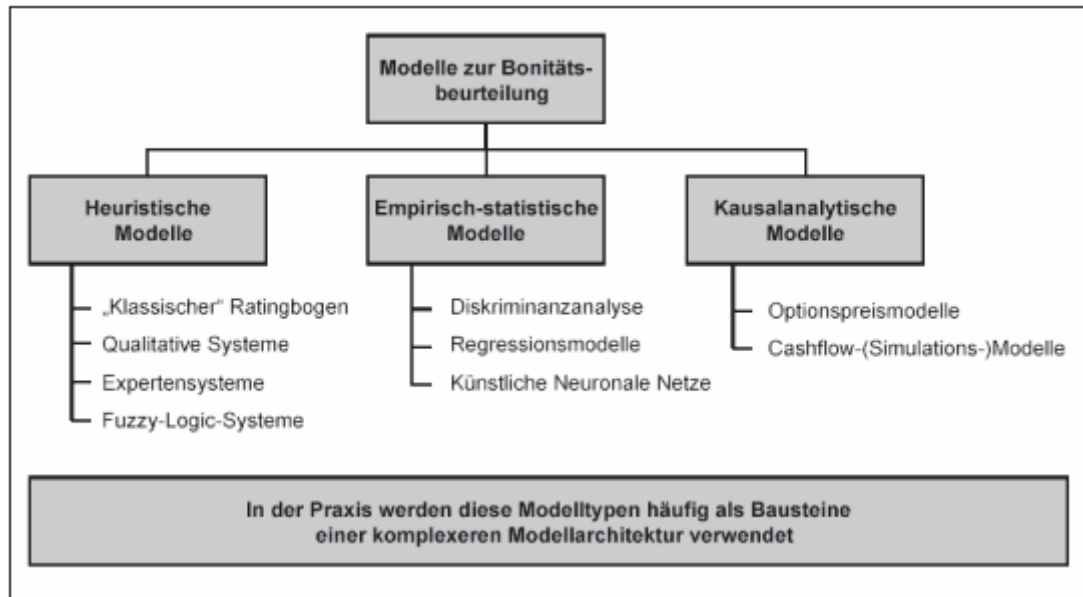 Modelle zur Bonitäts-
beurteilung
Heuristische
Modelle
„Klassischer“ Ratingbogen
Qualitative Systeme
Expertensysteme
Fuzzy-Logic-Systeme
Empirisch-statistische
Modelle
Diskriminanzanalyse
Regressionsmodelle
Künstliche Neuronale Netze
Kausalanalytische
Modelle
Optionspreismodelle
Cashflow-(Simulations-)Modelle
In der Praxis werden diese Modelltypen häufig als Bausteine
einer komplexeren Modellarchitektur verwendet